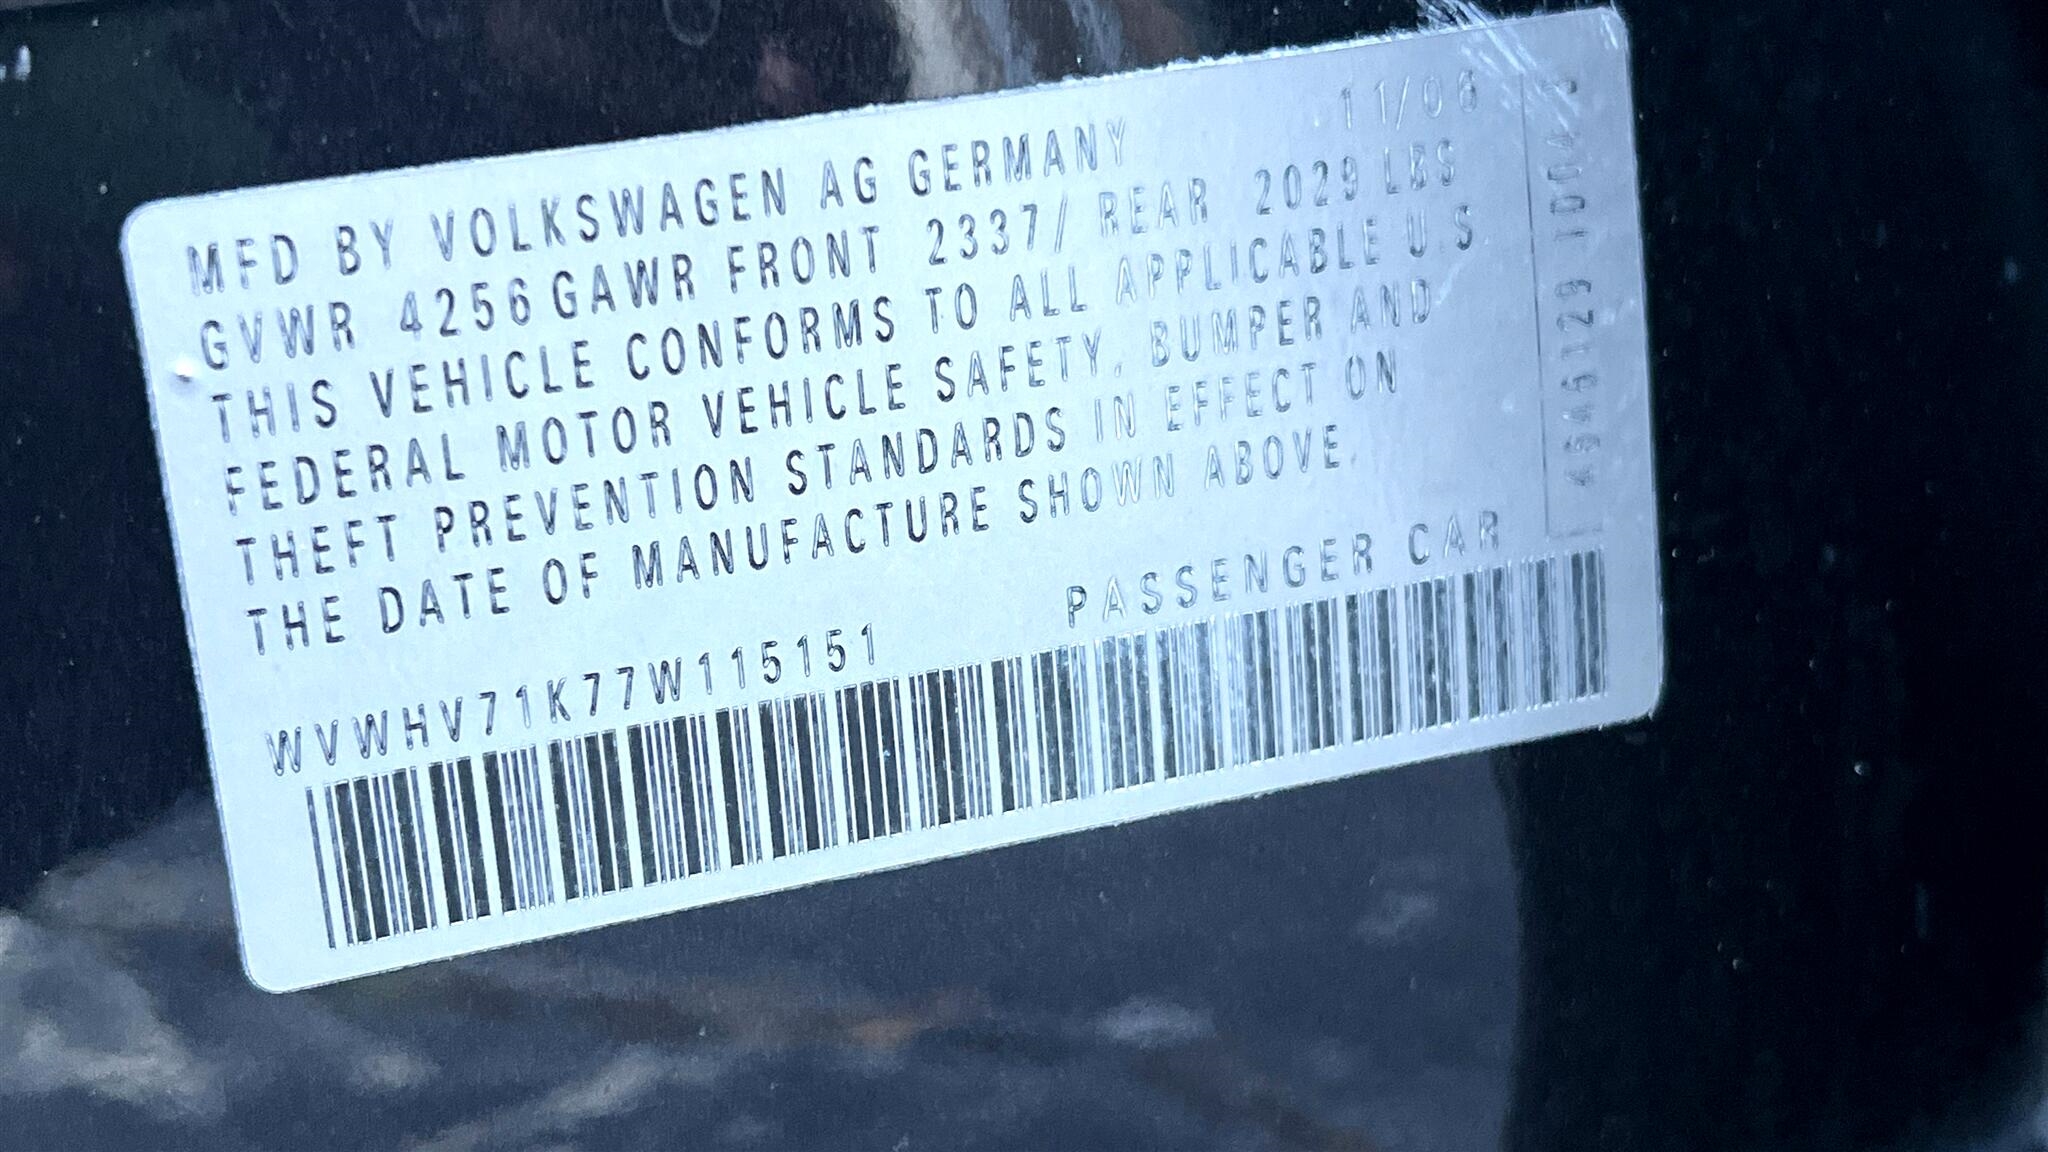 MFD BY VOLKSWAGEN AG GERMANY 11/06
GVWR 4256 GAWR FRONT 2337/ REAR 2029 LBS
THIS VEHICLE CONFORMS TO ALL APPLICABLE U.S.
FEDERAL MOTOR VEHICLE SAFETY, BUMPER AND
THEFT PREVENTION STANDARDS IN EFFECT ON
THE DATE OF MANUFACTURE SHOWN ABOVE.
WVWHV71K77W115151 PASSENGER CAR